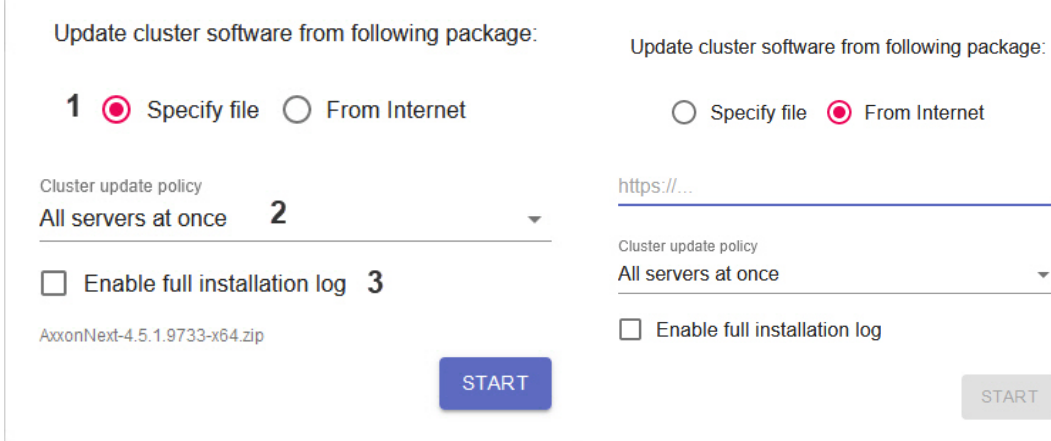 Update cluster software from following package:
1 Specify file From Internet
Cluster update policy
All servers at once 2
Enable full installation log 3
AxxonNext-4.5.1.9733-x64.zip
START
Update cluster software from following package:
Specify file From Internet
https://...
Cluster update policy
All servers at once
Enable full installation log
START